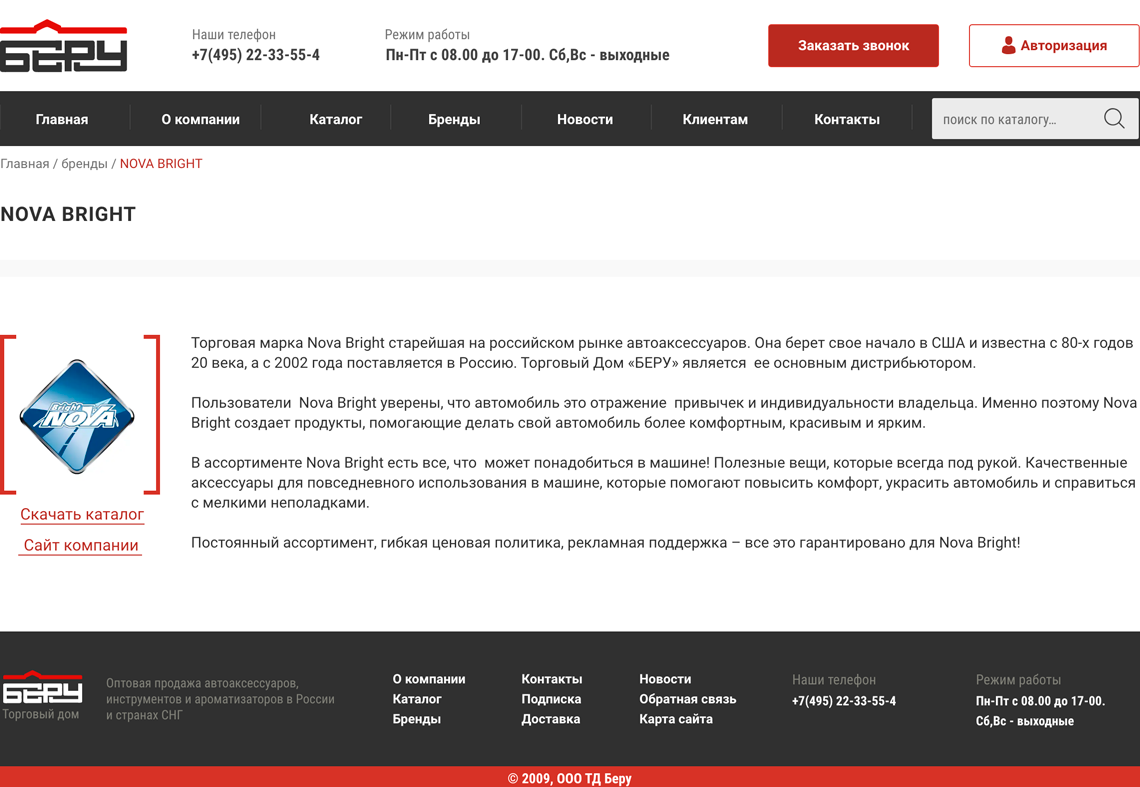 БЕРУ
Наши телефон
+7(495) 22-33-55-4
Режим работы
Пн-Пт с 08.00 до 17-00. Сб,Вс - выходные
Заказать звонок
Авторизация
Главная
О компании
Каталог
Бренды
Новости
Клиентам
Контакты
поиск по каталогу...
Главная / бренды / NOVA BRIGHT
NOVA BRIGHT
Bright
NOVA
Скачать каталог
Сайт компании
Торговая марка Nova Bright старейшая на российском рынке автоаксессуаров. Она берет свое начало в США и известна с 80-х годов
20 века, а с 2002 года поставляется в Россию. Торговый Дом «БЕРУ» является  ее основным дистрибьютором.
Пользователи  Nova Bright уверены, что автомобиль это отражение  привычек и индивидуальности владельца. Именно поэтому Nova
Bright создает продукты, помогающие делать свой автомобиль более комфортным, красивым и ярким.
В ассортименте Nova Bright есть все, что  может понадобиться в машине! Полезные вещи, которые всегда под рукой. Качественные
аксессуары для повседневного использования в машине, которые помогают повысить комфорт, украсить автомобиль и справиться
с мелкими неполадками.
Постоянный ассортимент, гибкая ценовая политика, рекламная поддержка – все это гарантировано для Nova Bright!
БЕРУ
Торговый дом
Оптовая продажа автоаксессуаров,
инструментов и ароматизаторов в России
и странах СНГ
О компании
Каталог
Бренды
Контакты
Подписка
Доставка
Новости
Обратная связь
Карта сайта
Наши телефон
+7(495) 22-33-55-4
Режим работы
Пн-Пт с 08.00 до 17-00.
Сб,Вс - выходные
© 2009, ООО ТД Беру